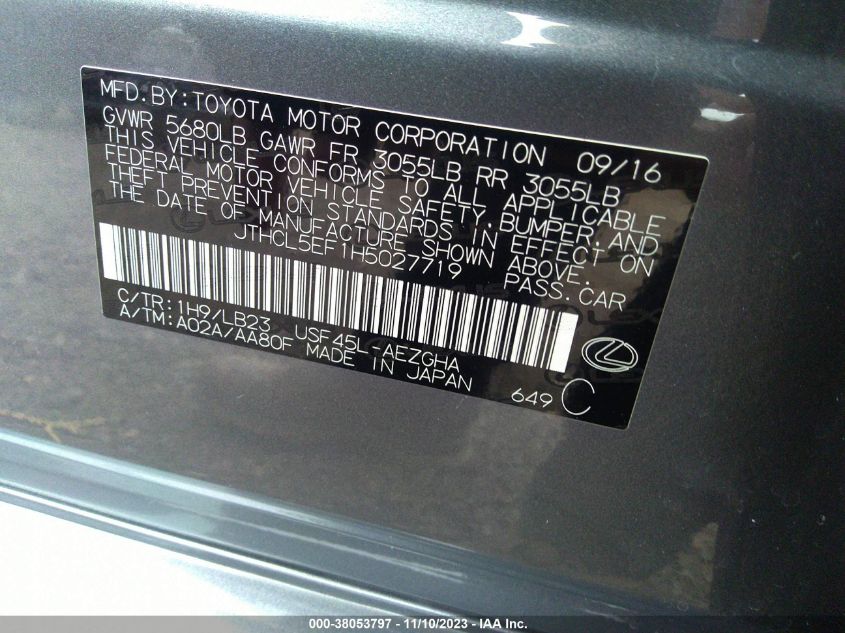 MFD.BY:TOYOTA MOTOR CORPORATION 09/16
GVWR 5680LB GAWR FR 3055LB RR 3055LB
THIS VEHICLE CONFORMS TO ALL APPLICABLE
FEDERAL MOTOR VEHICLE SAFETY,BUMPER,AND
THEFT PREVENTION STANDARDS IN EFFECT ON
THE DATE OF MANUFACTURE SHOWN ABOVE.
JTHCL5EF1H5027719 PASS.CAR
C/TR:1H9/LB23 USF45L-AEZGHA
A/TM:A02A/AA80F MADE IN JAPAN
649 C
000-38053797 - 11/10/2023 - IAA Inc.